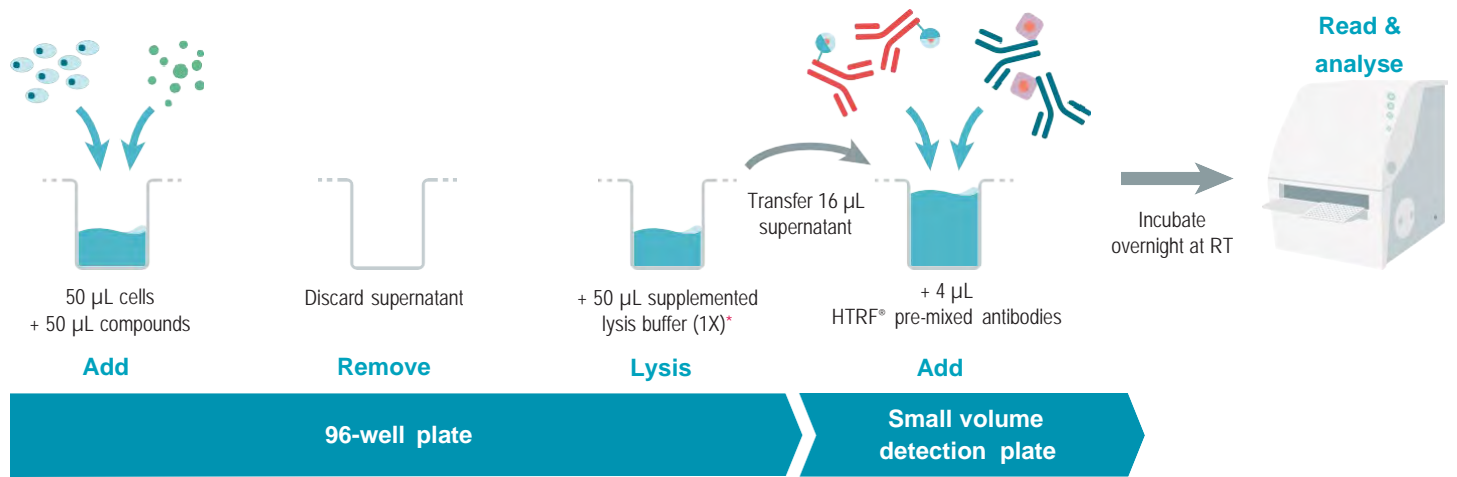 Read &
analyse
Transfer 16 µL
supernatant
Incubate
overnight at RT
50 µL cells
+ 50 µL compounds
Discard supernatant
+ 50 µL supplemented
lysis buffer (1X)*
+ 4 µL
HTRF® pre-mixed antibodies
Add
Remove
Lysis
Add
96-well plate
Small volume
detection plate